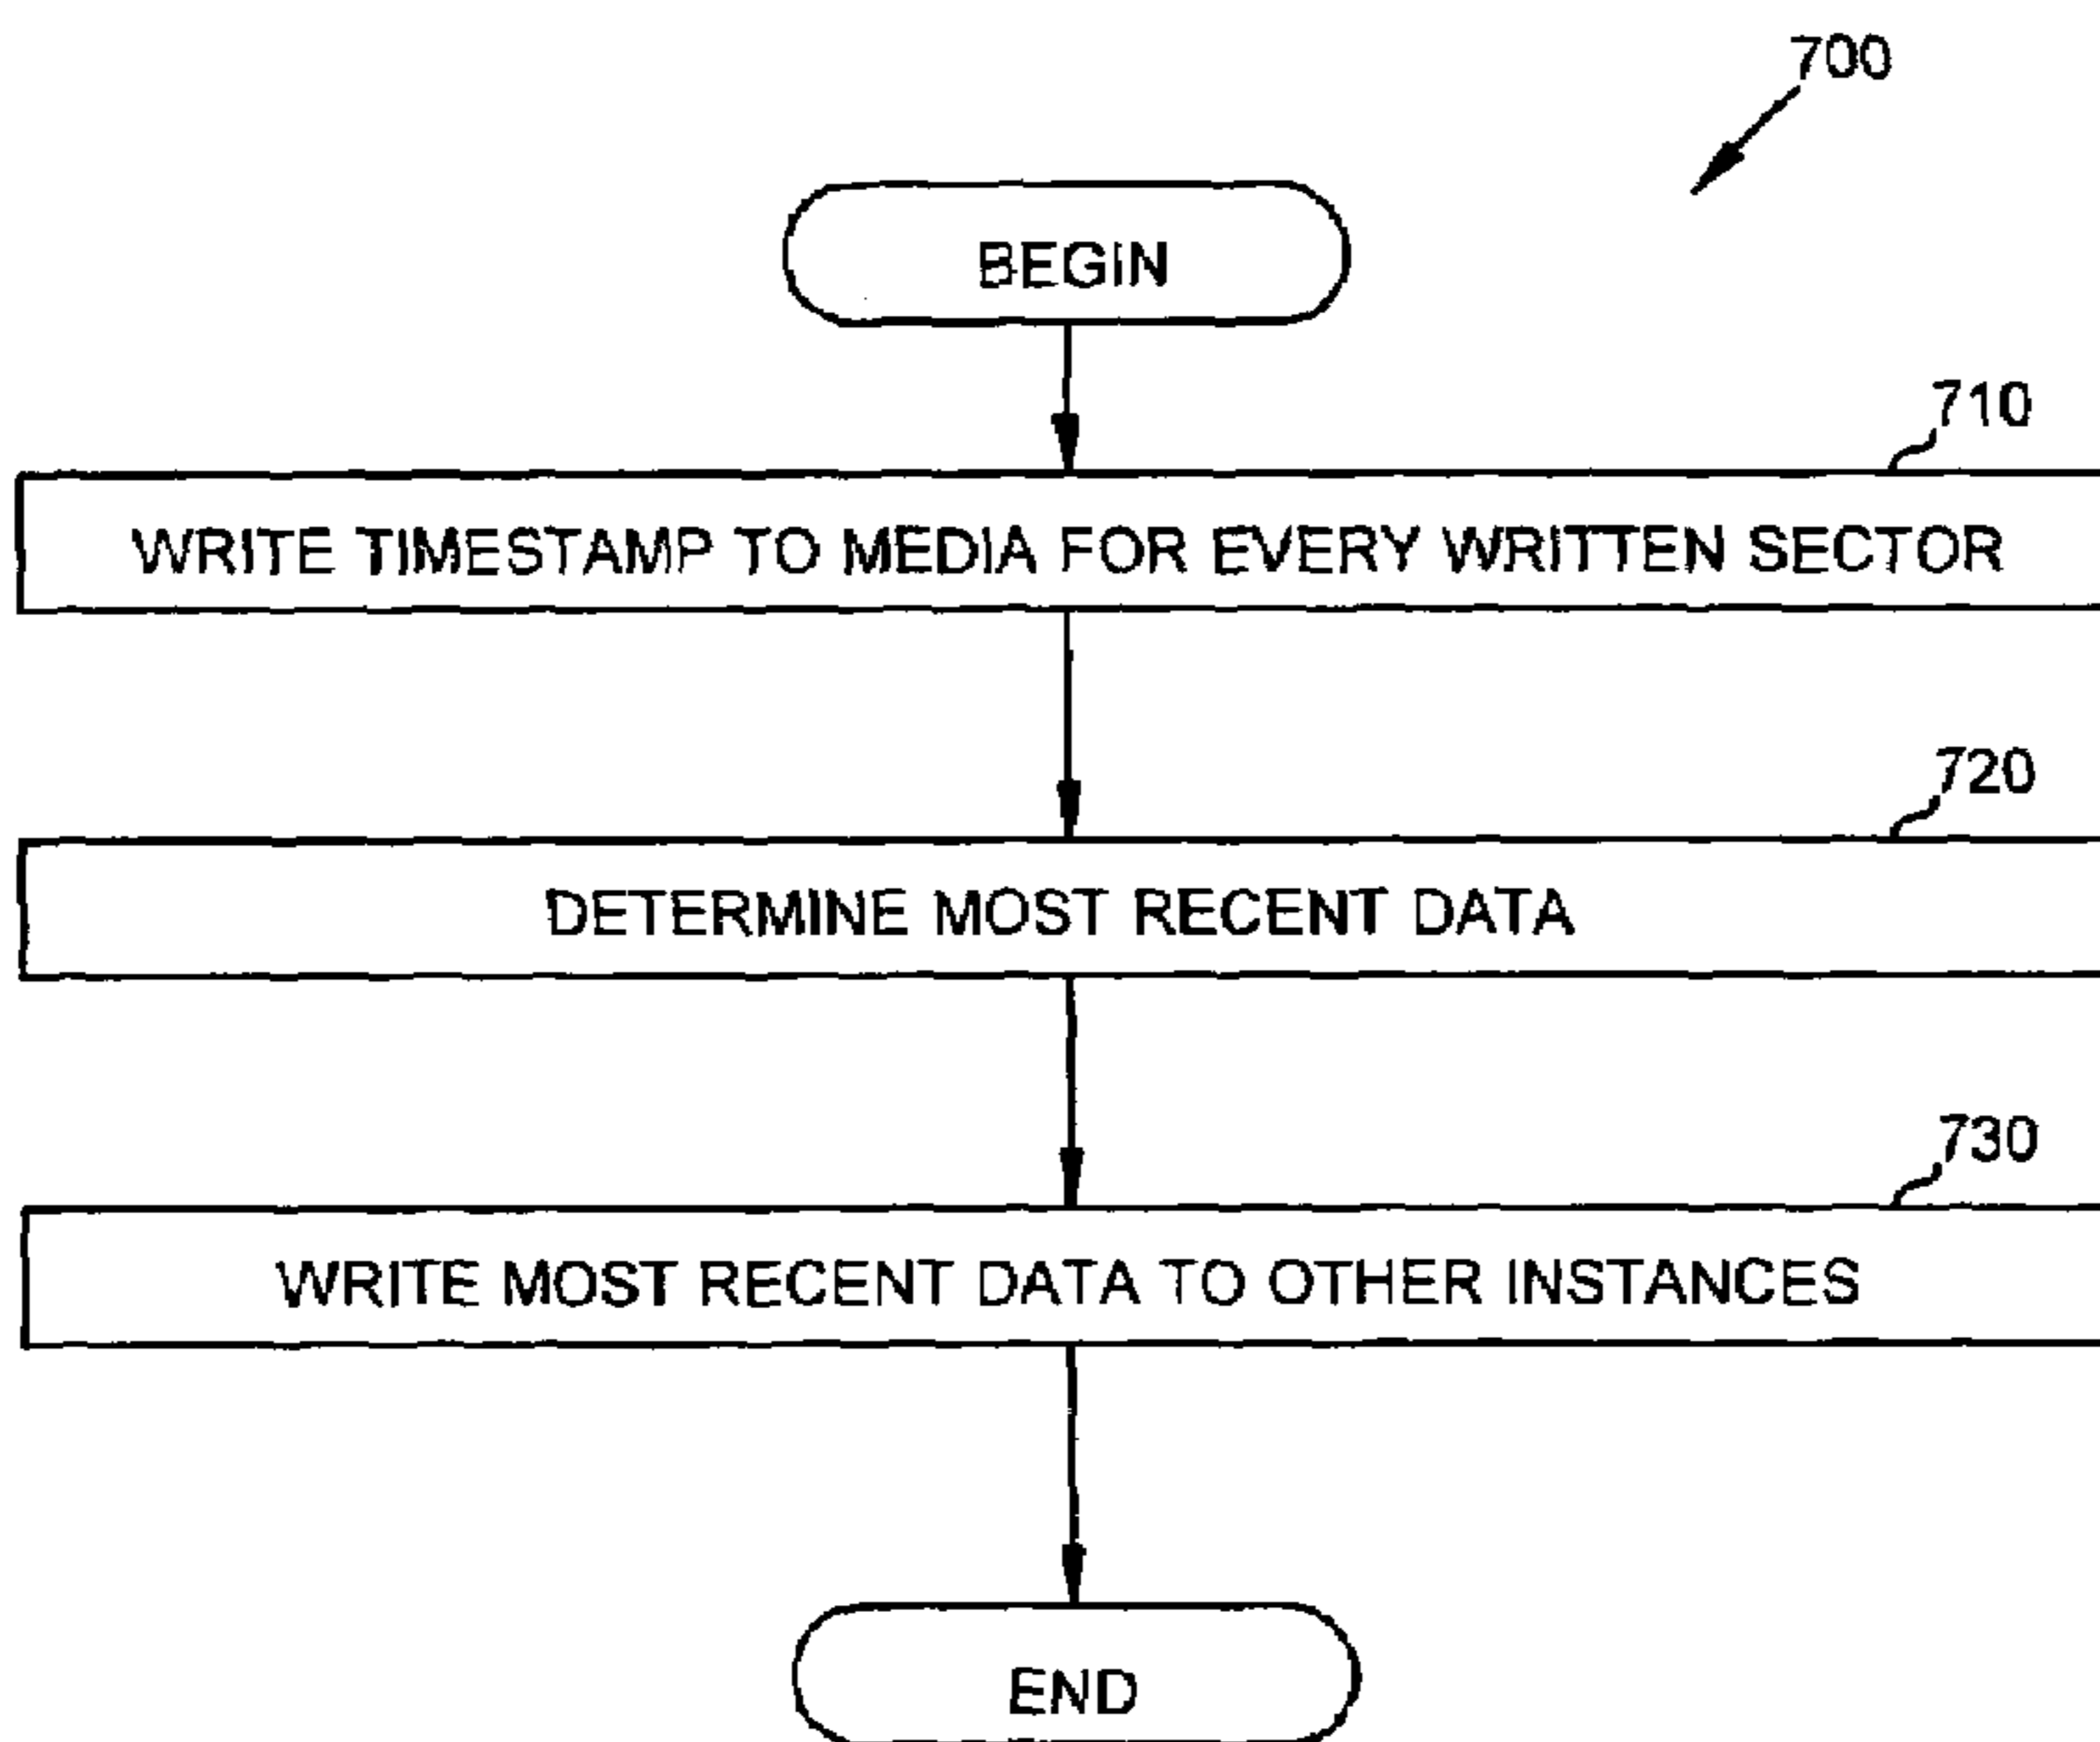 700
BEGIN
710
WRITE TIMESTAMP TO MEDIA FOR EVERY WRITTEN SECTOR
720
DETERMINE MOST RECENT DATA
730
WRITE MOST RECENT DATA TO OTHER INSTANCES
END